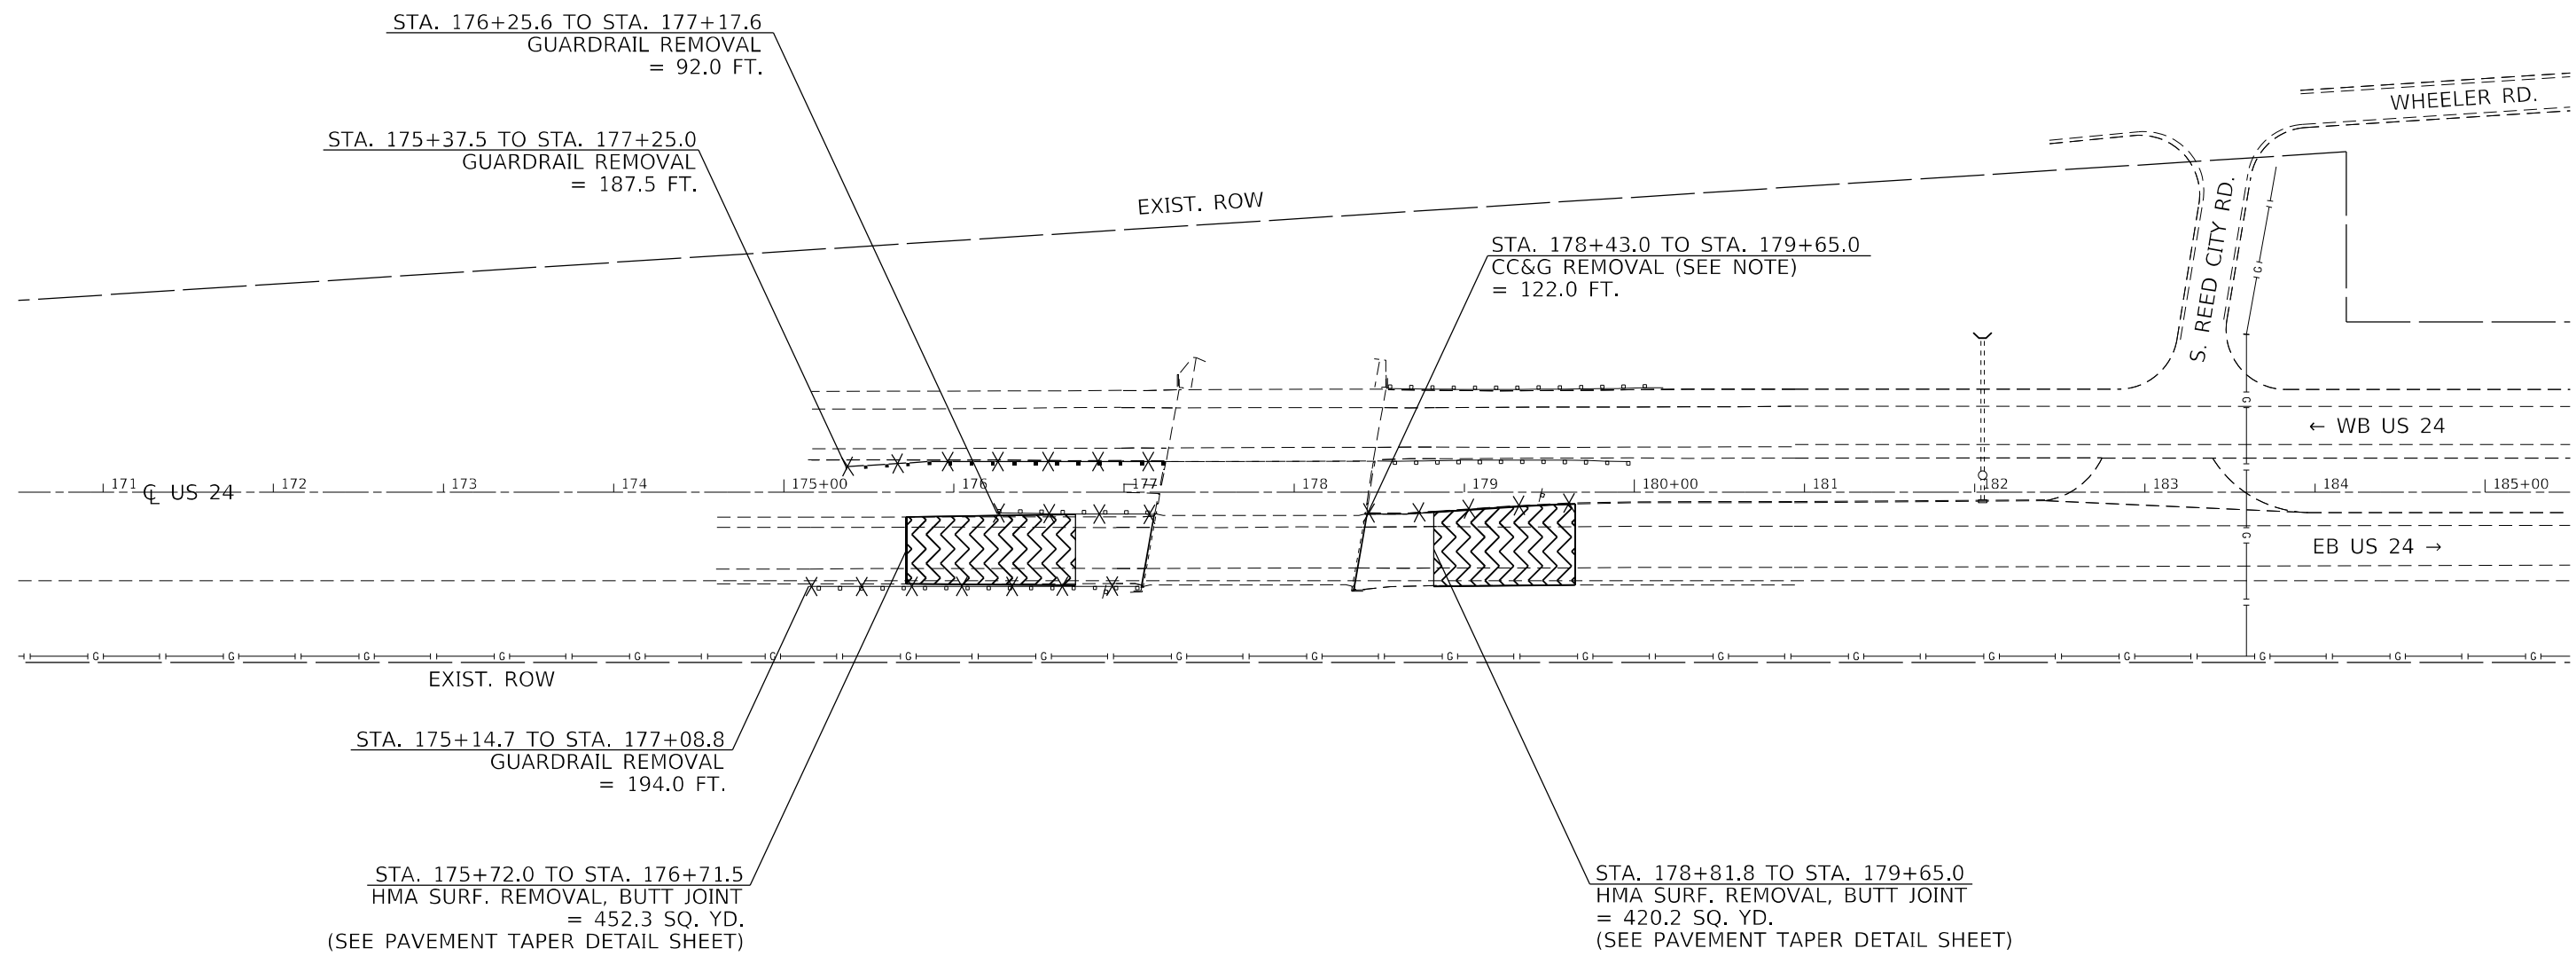 STA. 176+25.6 TO STA. 177+17.6
GUARDRAIL REMOVAL
= 92.0 FT.
STA. 175+37.5 TO STA. 177+25.0
GUARDRAIL REMOVAL
= 187.5 FT.
WHEELER RD.
EXIST. ROW
S. REED CITY RD.
STA. 178+43.0 TO STA. 179+65.0
CC&G REMOVAL (SEE NOTE)
= 122.0 FT.
G
G
← WB US 24
171
℄ US 24
172
173
174
175+00
176
177
178
179
180+00
181
182
183
184
185+00
G
EB US 24 →
G G G G G G G G G G G G G G G G G G G
EXIST. ROW
STA. 175+14.7 TO STA. 177+08.8
GUARDRAIL REMOVAL
= 194.0 FT.
STA. 175+72.0 TO STA. 176+71.5
HMA SURF. REMOVAL, BUTT JOINT
= 452.3 SQ. YD.
(SEE PAVEMENT TAPER DETAIL SHEET)
STA. 178+81.8 TO STA. 179+65.0
HMA SURF. REMOVAL, BUTT JOINT
= 420.2 SQ. YD.
(SEE PAVEMENT TAPER DETAIL SHEET)